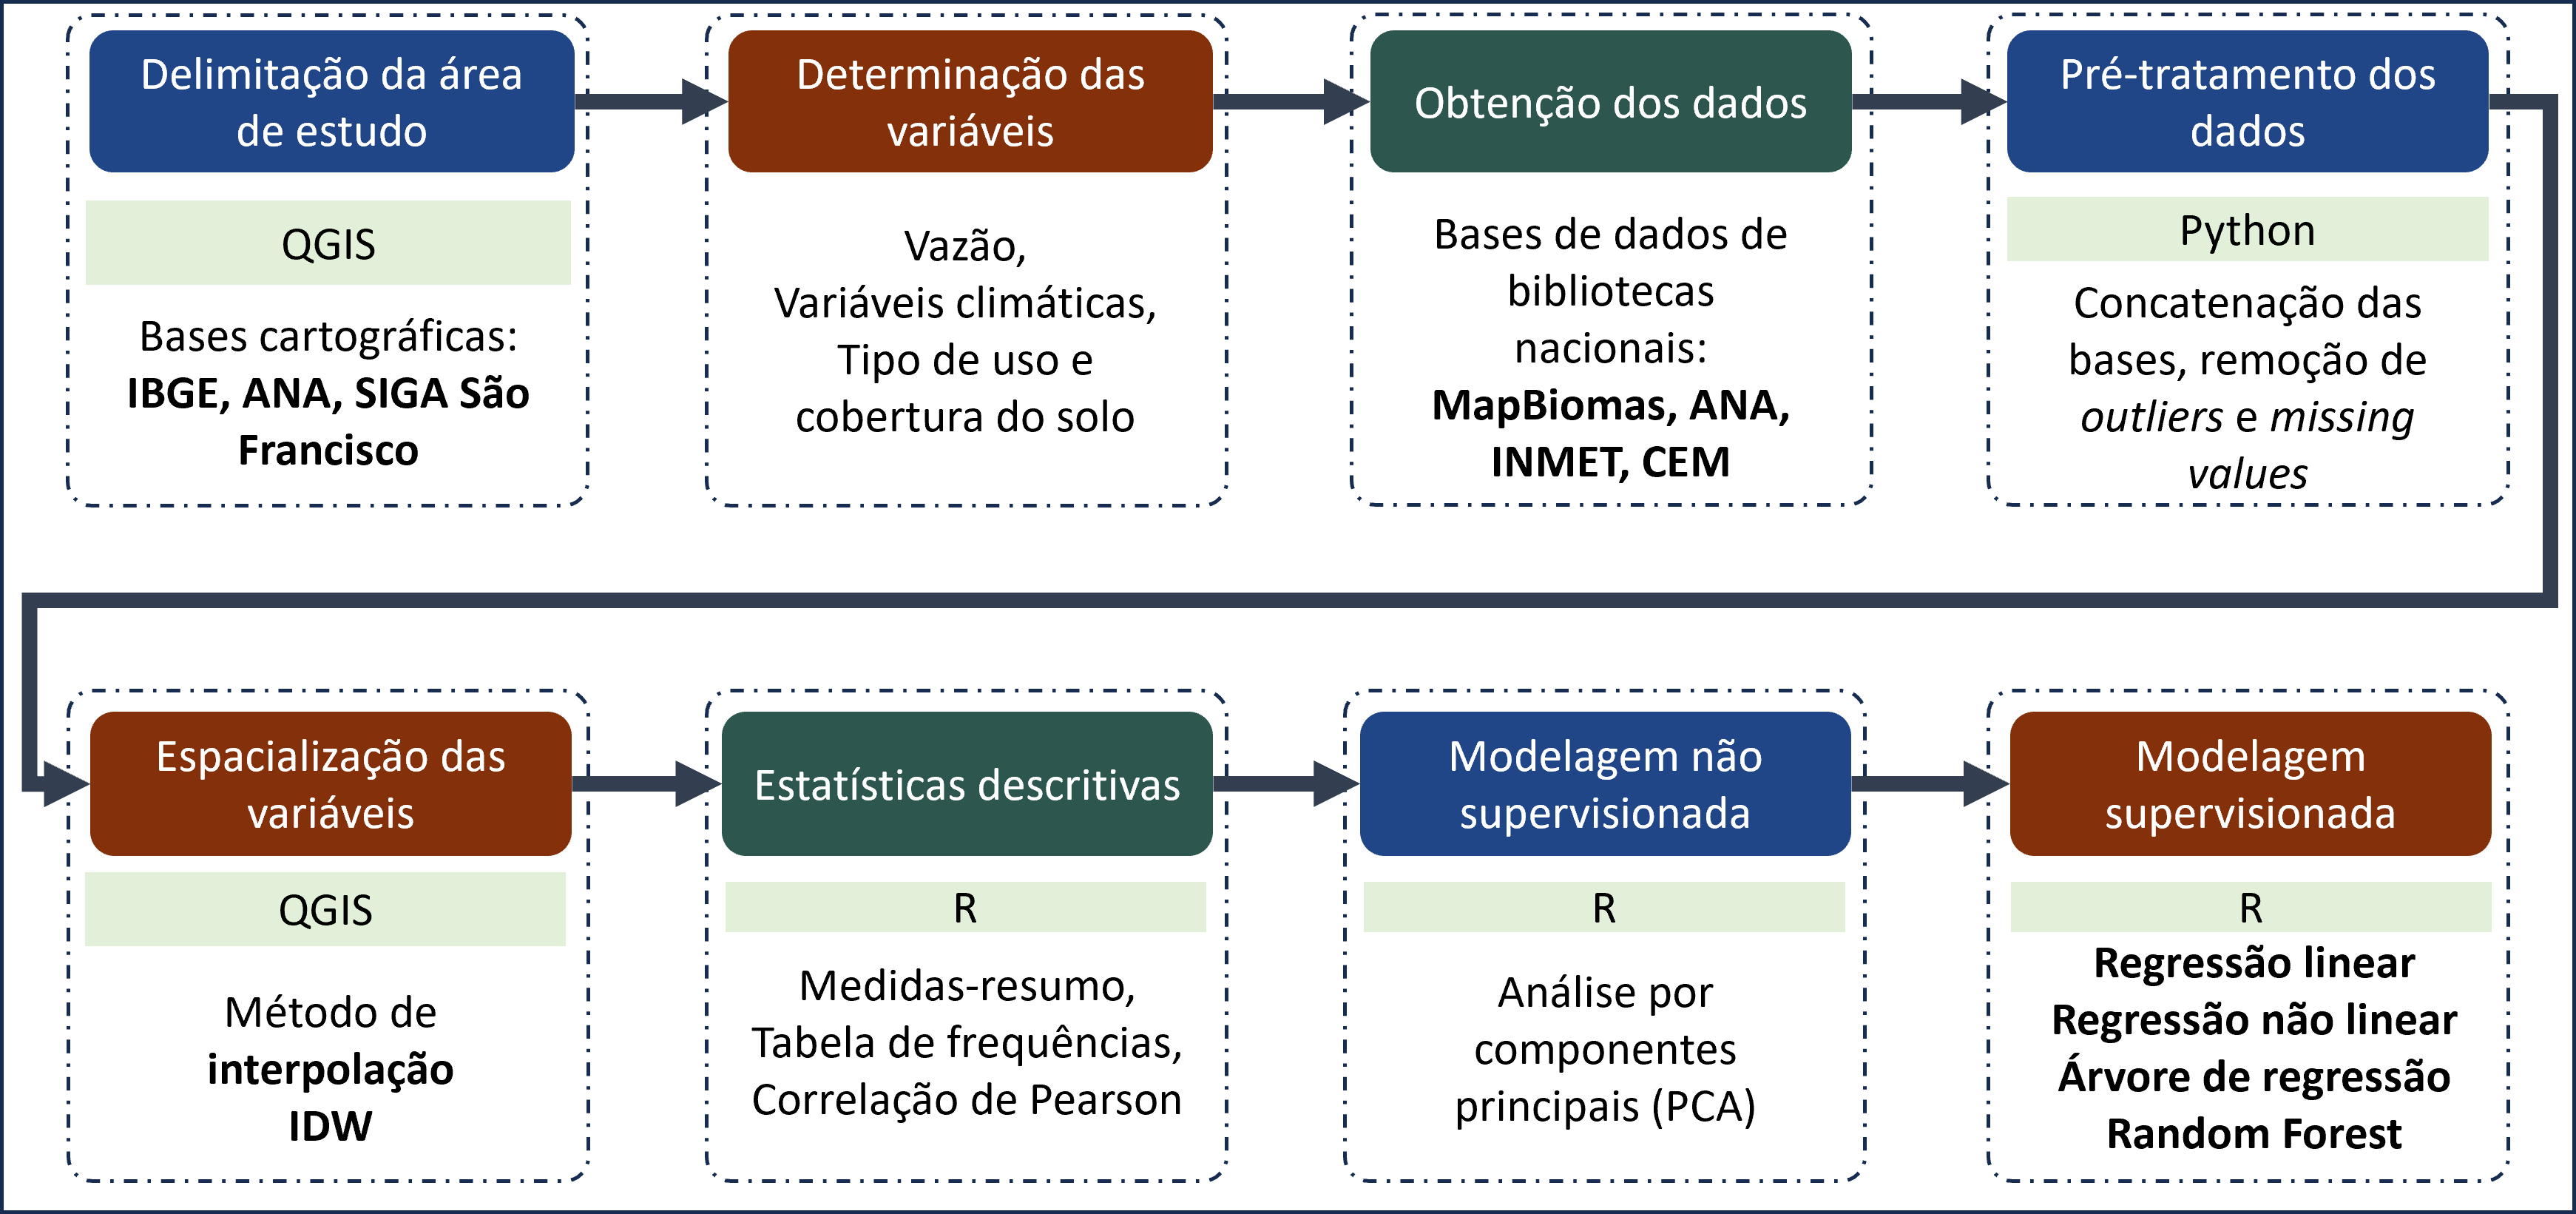 Delimitação da área
de estudo
QGIS
Bases cartográficas:
IBGE, ANA, SIGA São
Francisco
Determinação das
variáveis
Vazão,
Variáveis climáticas,
Tipo de uso e
cobertura do solo
Obtenção dos dados
Bases de dados de
bibliotecas
nacionais:
MapBiomas, ANA,
INMET, CEM
Pré-tratamento dos
dados
Python
Concatenação das
bases, remoção de
outliers e missing
values
Espacialização das
variáveis
QGIS
Método de
interpolação
IDW
Estatísticas descritivas
R
Medidas-resumo,
Tabela de frequências,
Correlação de Pearson
Modelagem não
supervisionada
R
Análise por
componentes
principais (PCA)
Modelagem
supervisionada
R
Regressão linear
Regressão não linear
Árvore de regressão
Random Forest